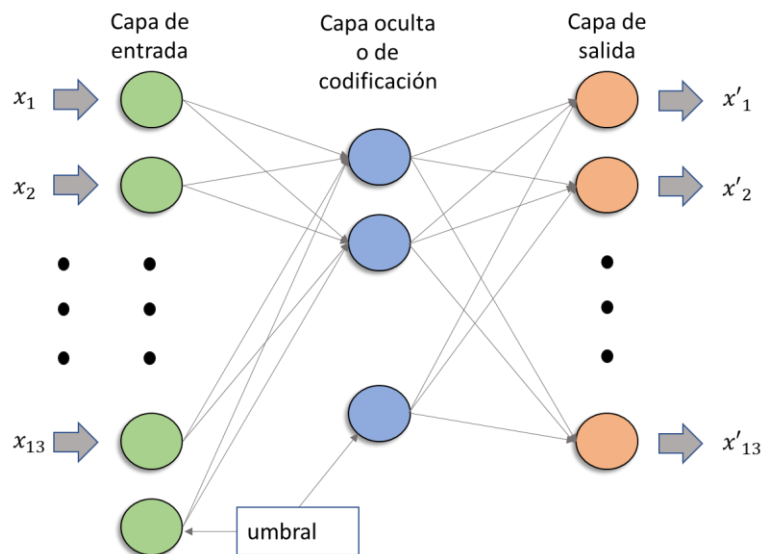 Capa de
entrada
Capa oculta
o de
codificación
Capa de
salida
x₁
x'₁
x₂
x'₂
x₁₃
x'₁₃
umbral